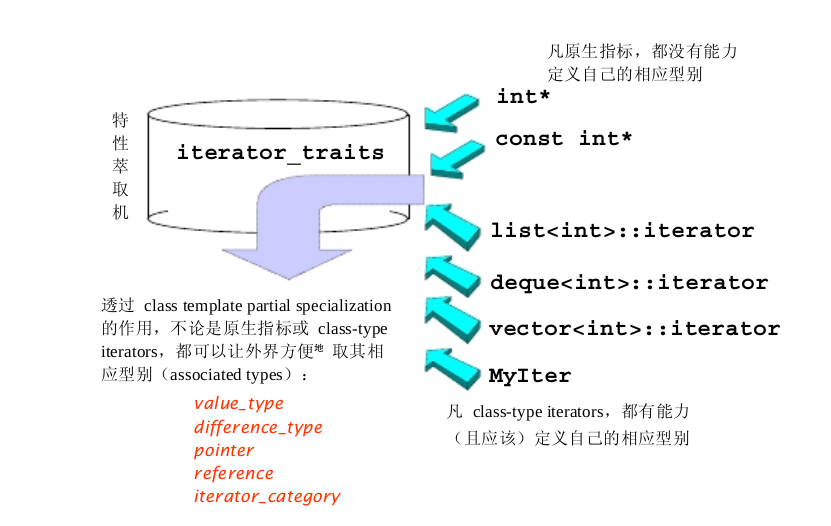 凡原生指标，都没有能力
定义自己的相应型别
int*
const int*
特
性
萃
取
机
iterator_traits
list<int>::iterator
deque<int>::iterator
vector<int>::iterator
MyIter
透过 class template partial specialization
的作用，不论是原生指标或 class-type
iterators，都可以让外界方便地 取其相
应型别（associated types）：
value_type
difference_type
pointer
reference
iterator_category
凡 class-type iterators，都有能力
（且应该）定义自己的相应型别